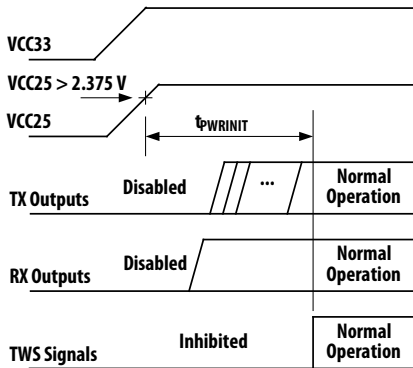 VCC33
VCC25 > 2.375 V
VCC25
tPWRINIT
TX Outputs
Disabled
...
Normal
Operation
RX Outputs
Disabled
Normal
Operation
TWS Signals
Inhibited
Normal
Operation